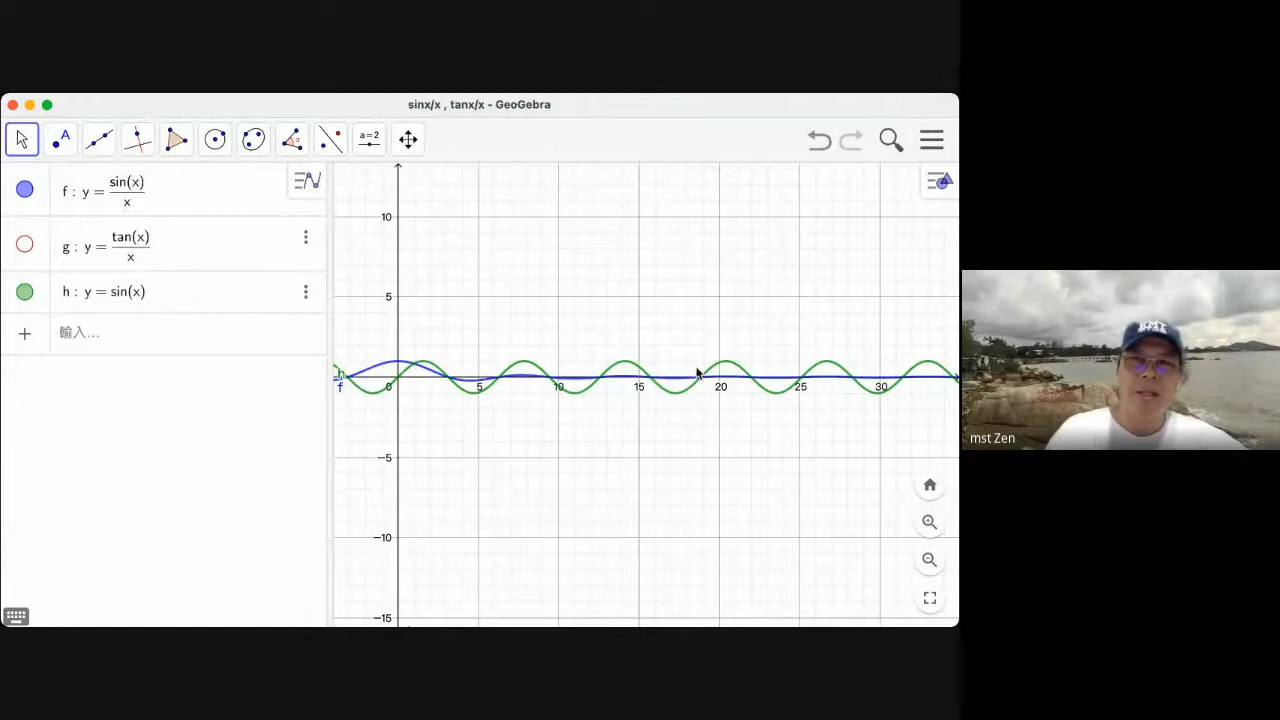 sinx/x , tanx/x - GeoGebra
A
a=2
f : y = sin(x)/x
g : y = tan(x)/x
h : y = sin(x)
+ 輸入…
10
5
h
f
0 5 10 15 20 25 30
−5
−10
−15
mst Zen